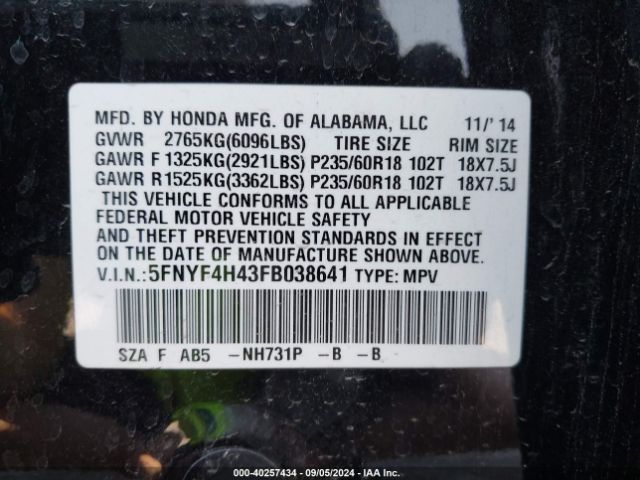 MFD. BY HONDA MFG. OF ALABAMA, LLC 11/'14
GVWR 2765KG(6096LBS) TIRE SIZE RIM SIZE
GAWR F 1325KG(2921LBS) P235/60R18 102T 18X7.5J
GAWR R1525KG(3362LBS) P235/60R18 102T 18X7.5J
THIS VEHICLE CONFORMS TO ALL APPLICABLE
FEDERAL MOTOR VEHICLE SAFETY
AND THEFT PREVENTION STANDARDS IN EFFECT
ON THE DATE OF MANUFACTURE SHOWN ABOVE.
V.I.N.:5FNYF4H43FB038641 TYPE: MPV
SZA F AB5 -NH731P -B -B-
000-40257434 - 09/05/2024 - IAA Inc.